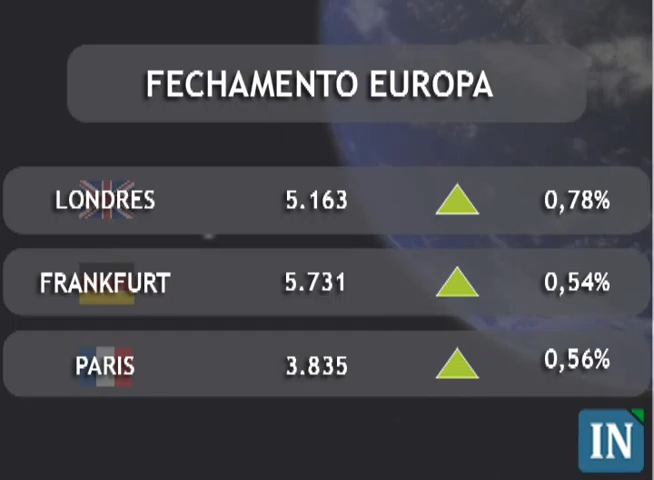 FECHAMENTO EUROPA
LONDRES 5.163 0,78%
FRANKFURT 5.731 0,54%
PARIS 3.835 0,56%
IN